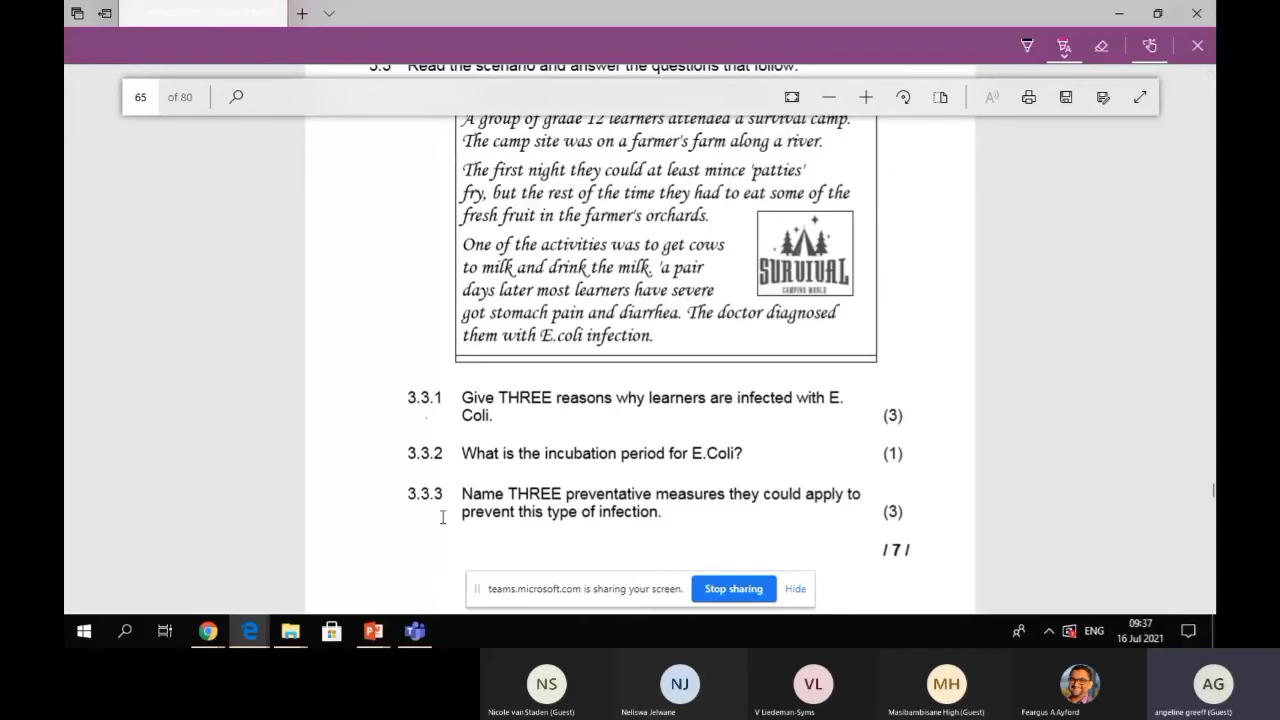 65 of 80
3.3 Read the scenario and answer the questions that follow.
A group of grade 12 learners attended a survival camp.
The camp site was on a farmer's farm along a river.
The first night they could at least mince 'patties'
fry, but the rest of the time they had to eat some of the
fresh fruit in the farmer's orchards.
One of the activities was to get cows
to milk and drink the milk. 'a pair
days later most learners have severe
got stomach pain and diarrhea. The doctor diagnosed
them with E.coli infection.
SURVIVAL
CAMPING WORLD
3.3.1 Give THREE reasons why learners are infected with E.
Coli. (3)
3.3.2 What is the incubation period for E.Coli? (1)
3.3.3 Name THREE preventative measures they could apply to
prevent this type of infection. (3)
/ 7 /
teams.microsoft.com is sharing your screen. Stop sharing Hide
ENG
09:37
16 Jul 2021
NS
NJ
VL
MH
AG
Nicole van Staden (Guest)
Neliswa Jelwane
V Liedeman-Syms
Masibambisane High (Guest)
Feargus A Ayford
angeline greeff (Guest)